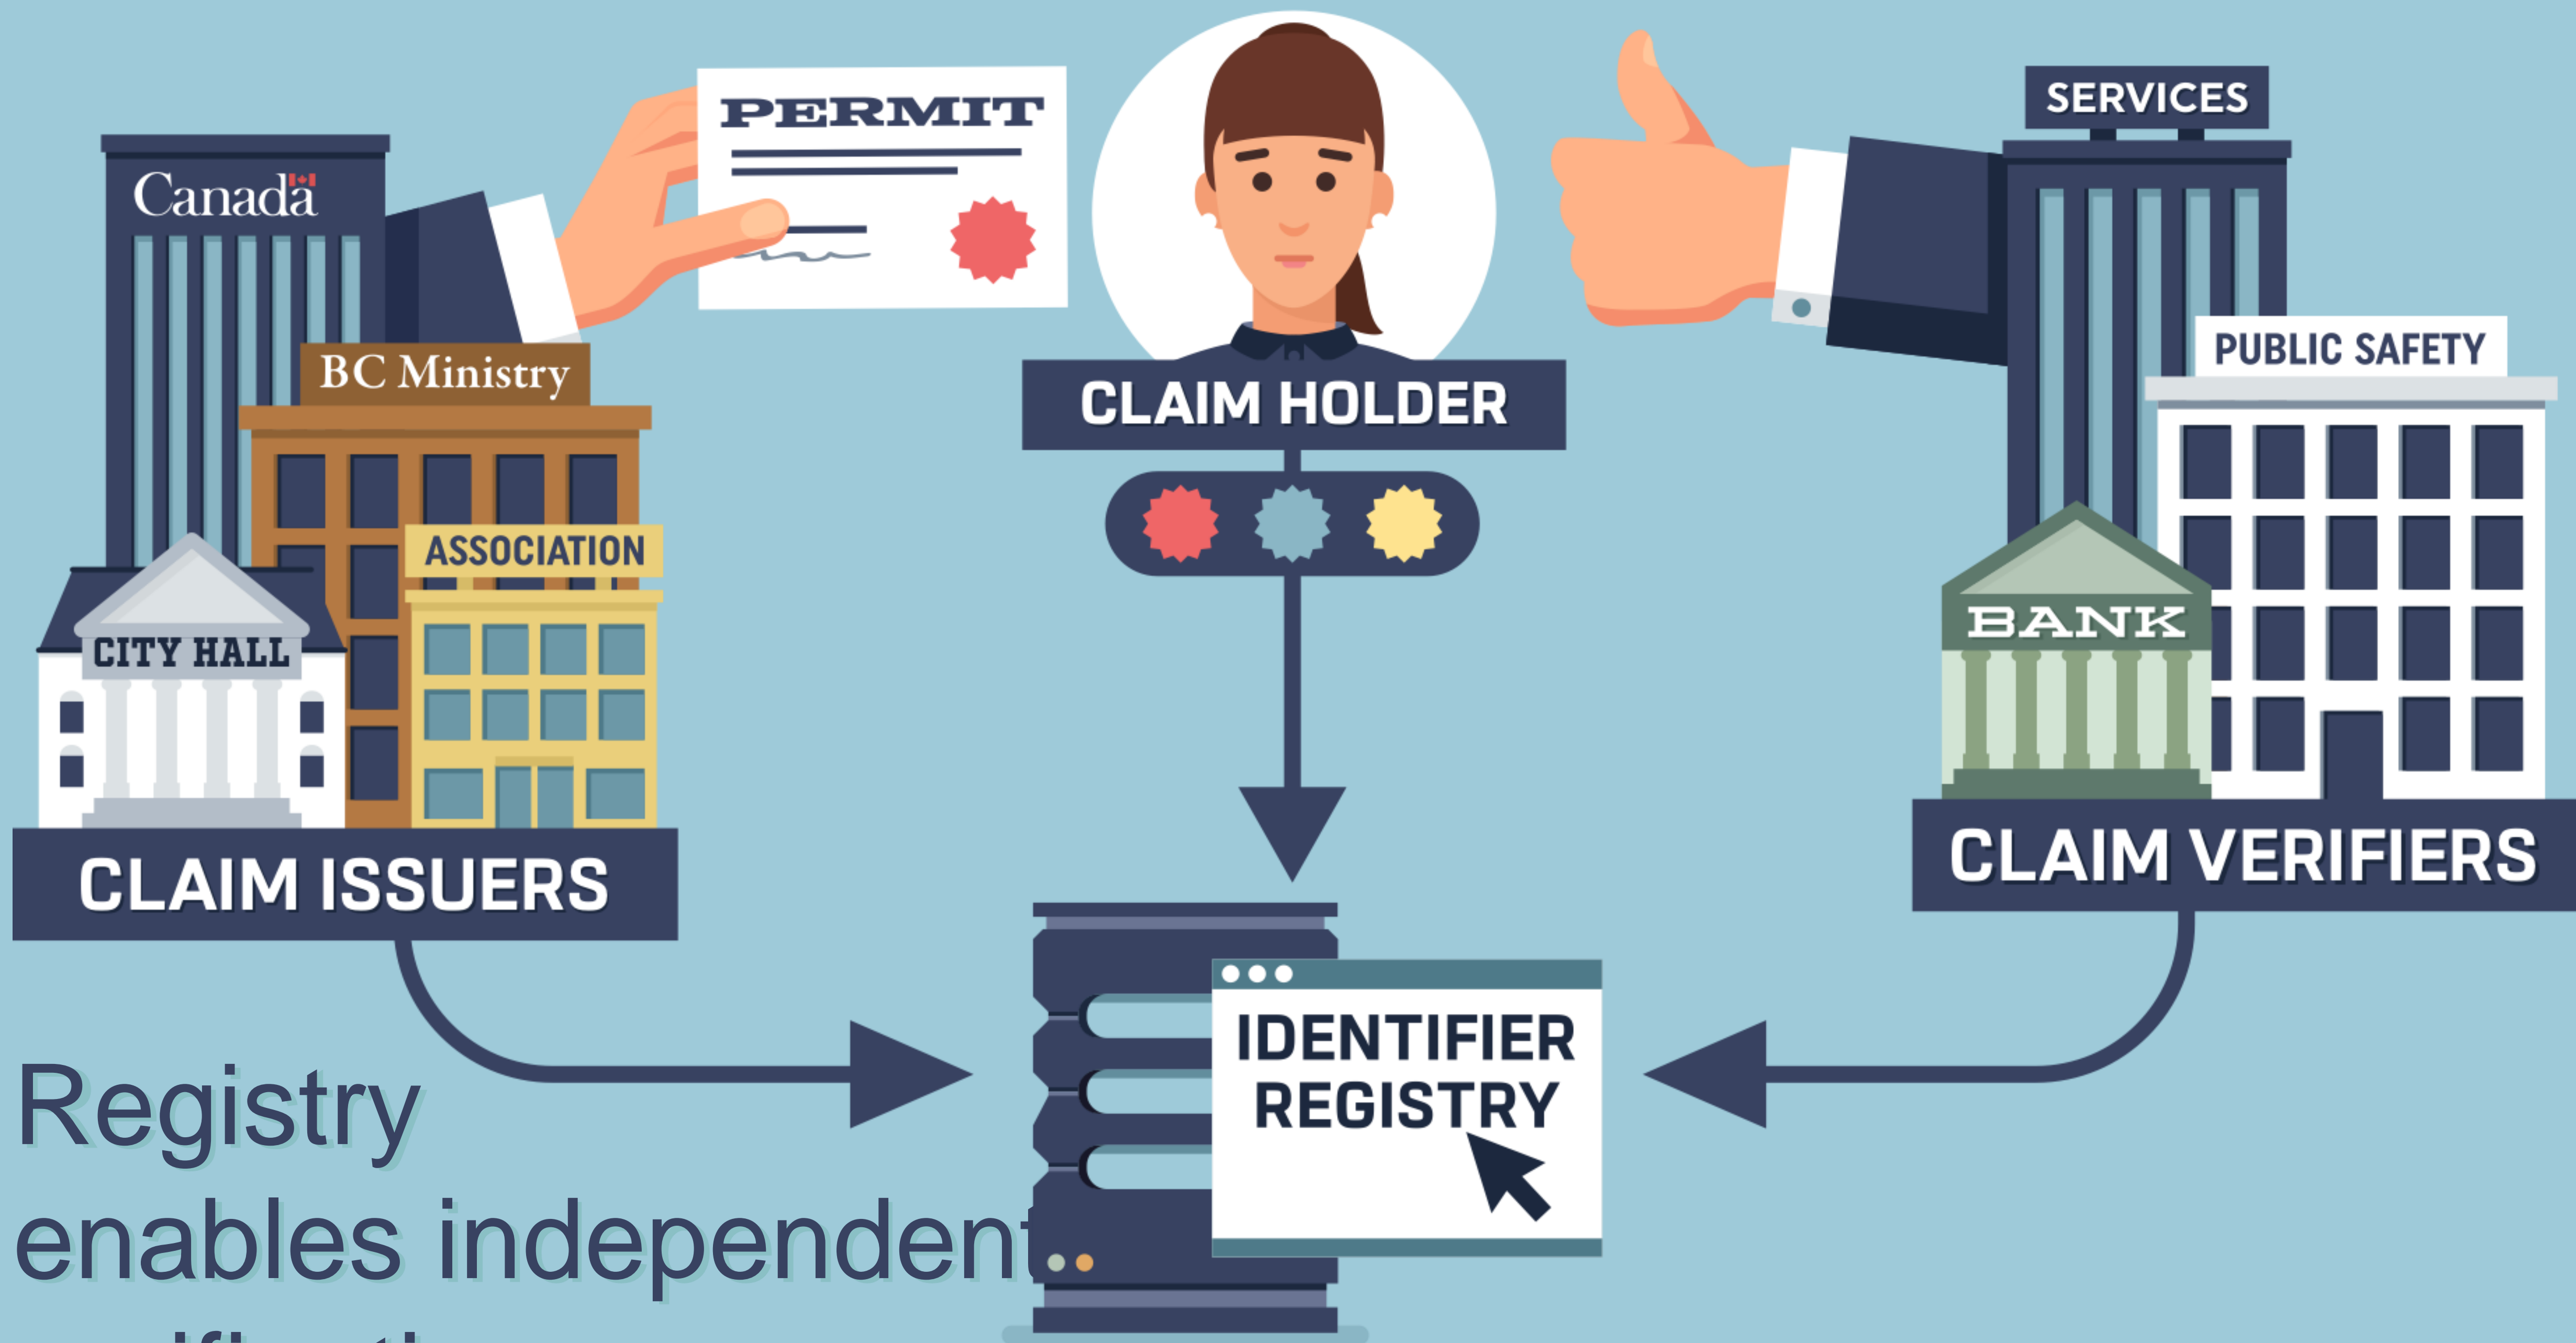 Canada
BC Ministry
ASSOCIATION
CITY HALL
CLAIM ISSUERS
PERMIT
CLAIM HOLDER
SERVICES
PUBLIC SAFETY
BANK
CLAIM VERIFIERS
IDENTIFIER
REGISTRY
Registry
enables independent